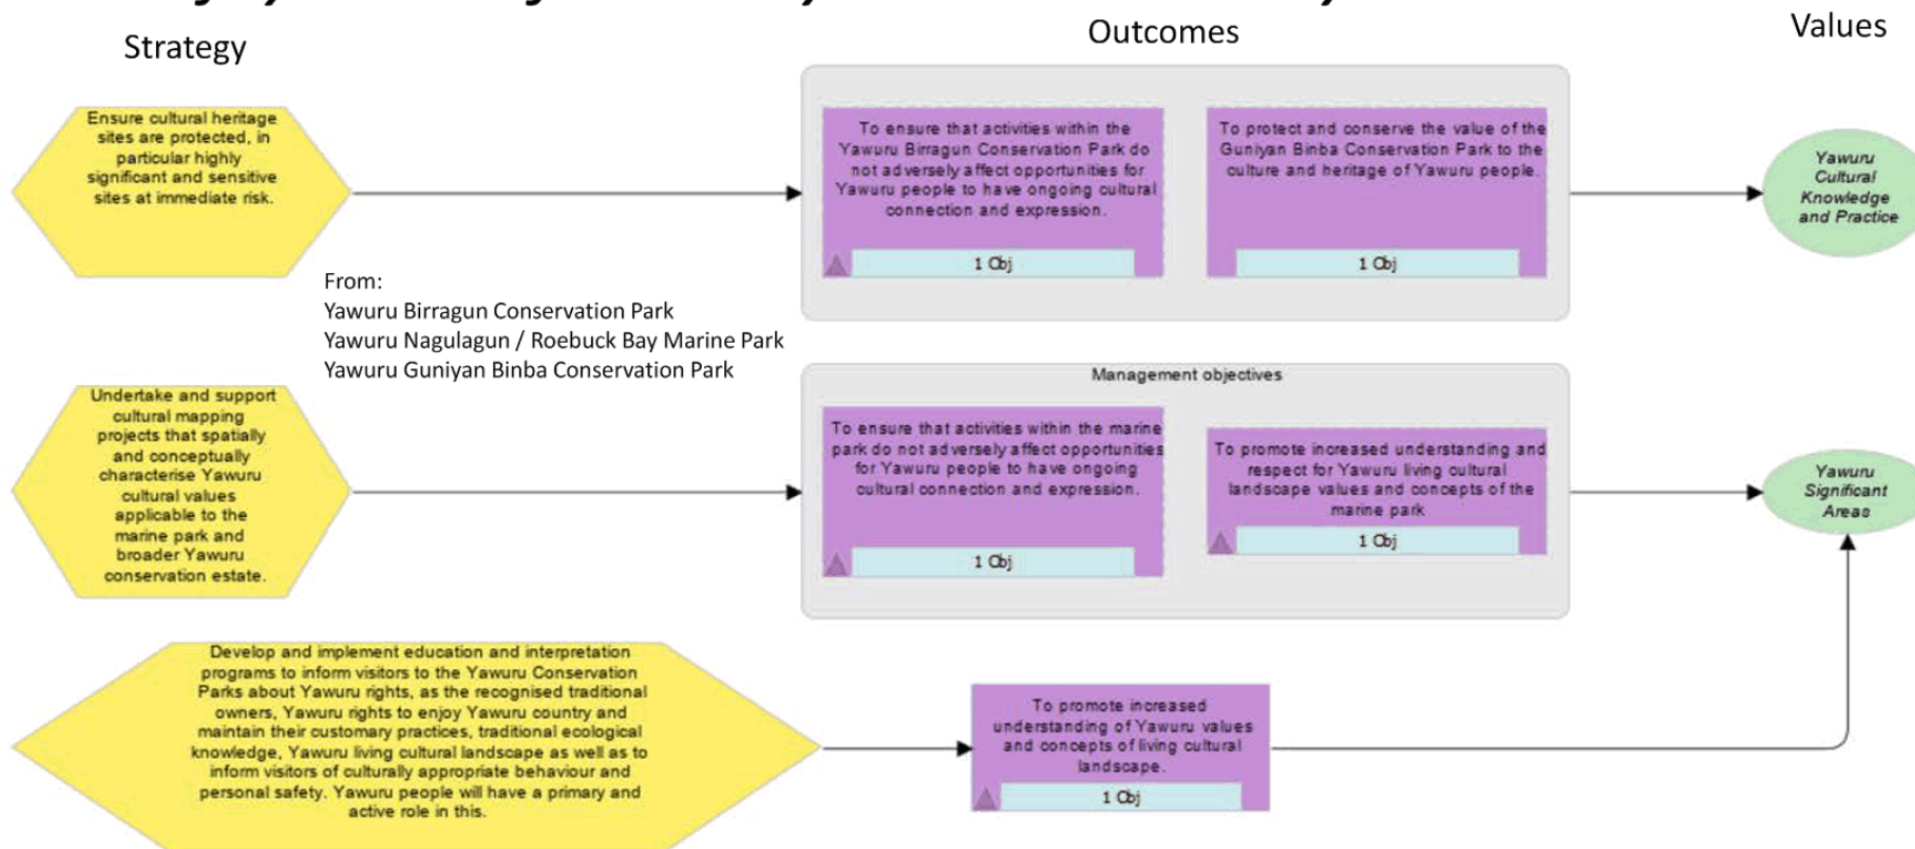 Strategy
Outcomes
Values
Ensure cultural heritage
sites are protected, in
particular highly
significant and sensitive
sites at immediate risk.
To ensure that activities within the
Yawuru Birragun Conservation Park do
not adversely affect opportunities for
Yawuru people to have ongoing cultural
connection and expression.
1 Obj
To protect and conserve the value of the
Guniyan Binba Conservation Park to the
culture and heritage of Yawuru people.
1 Obj
Yawuru
Cultural
Knowledge
and Practice
From:
Yawuru Birragun Conservation Park
Yawuru Nagulagun / Roebuck Bay Marine Park
Yawuru Guniyan Binba Conservation Park
Undertake and support
cultural mapping
projects that spatially
and conceptually
characterise Yawuru
cultural values
applicable to the
marine park and
broader Yawuru
conservation estate.
Management objectives
To ensure that activities within the marine
park do not adversely affect opportunities
for Yawuru people to have ongoing
cultural connection and expression.
1 Obj
To promote increased understanding and
respect for Yawuru living cultural
landscape values and concepts of the
marine park
1 Obj
Yawuru
Significant
Areas
Develop and implement education and interpretation
programs to inform visitors to the Yawuru Conservation
Parks about Yawuru rights, as the recognised traditional
owners, Yawuru rights to enjoy Yawuru country and
maintain their customary practices, traditional ecological
knowledge, Yawuru living cultural landscape as well as to
inform visitors of culturally appropriate behaviour and
personal safety. Yawuru people will have a primary and
active role in this.
To promote increased
understanding of Yawuru values
and concepts of living cultural
landscape.
1 Obj